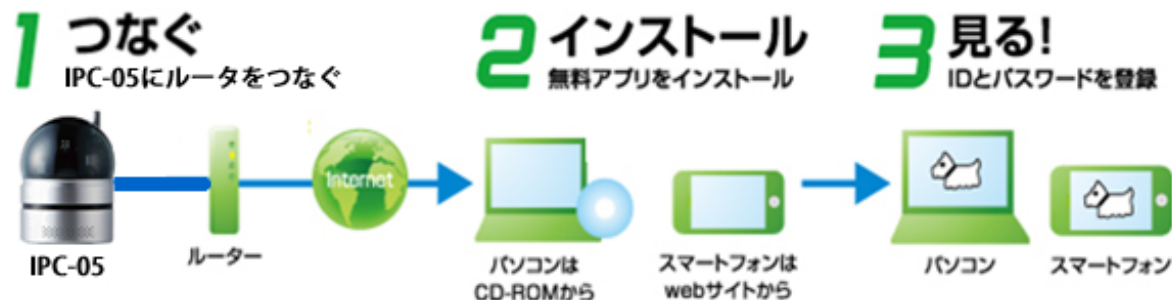 1 つなぐ
IPC-05にルータをつなぐ
2 インストール
無料アプリをインストール
3 見る!
IDとパスワードを登録
Internet
IPC-05
ルーター
パソコンは
CD-ROMから
スマートフォンは
webサイトから
パソコン
スマートフォン